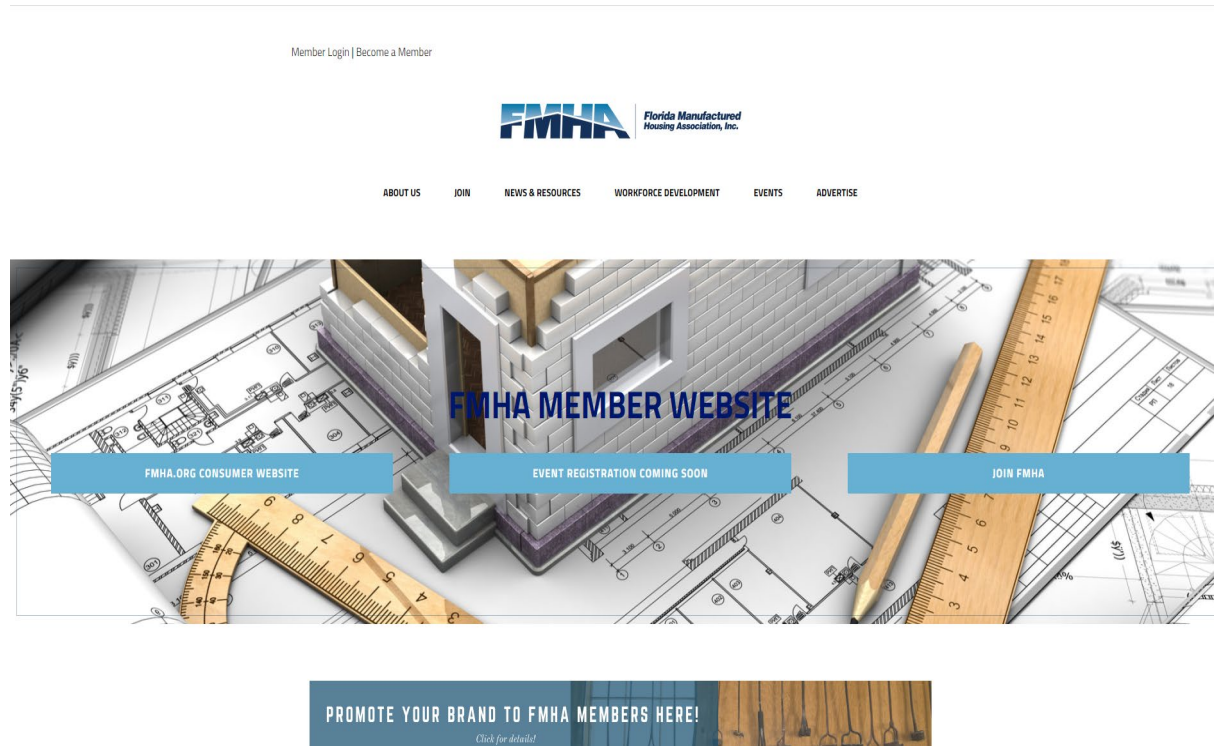 Member Login | Become a Member
FMHA
Florida Manufactured
Housing Association, Inc.
ABOUT US JOIN NEWS & RESOURCES WORKFORCE DEVELOPMENT EVENTS ADVERTISE
FMHA MEMBER WEBSITE
FMHA.ORG CONSUMER WEBSITE
EVENT REGISTRATION COMING SOON
JOIN FMHA
PROMOTE YOUR BRAND TO FMHA MEMBERS HERE!
Click for details!